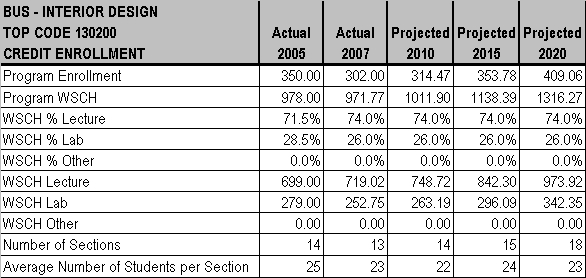 BUS - INTERIOR DESIGN
TOP CODE 130200 Actual Actual Projected Projected Projected
CREDIT ENROLLMENT 2005 2007 2010 2015 2020
Program Enrollment 350.00 302.00 314.47 353.78 409.06
Program WSCH 978.00 971.77 1011.90 1138.39 1316.27
WSCH % Lecture 71.5% 74.0% 74.0% 74.0% 74.0%
WSCH % Lab 28.5% 26.0% 26.0% 26.0% 26.0%
WSCH % Other 0.0% 0.0% 0.0% 0.0% 0.0%
WSCH Lecture 699.00 719.02 748.72 842.30 973.92
WSCH Lab 279.00 252.75 263.19 296.09 342.35
WSCH Other 0.00 0.00 0.00 0.00 0.00
Number of Sections 14 13 14 15 18
Average Number of Students per Section 25 23 22 24 23